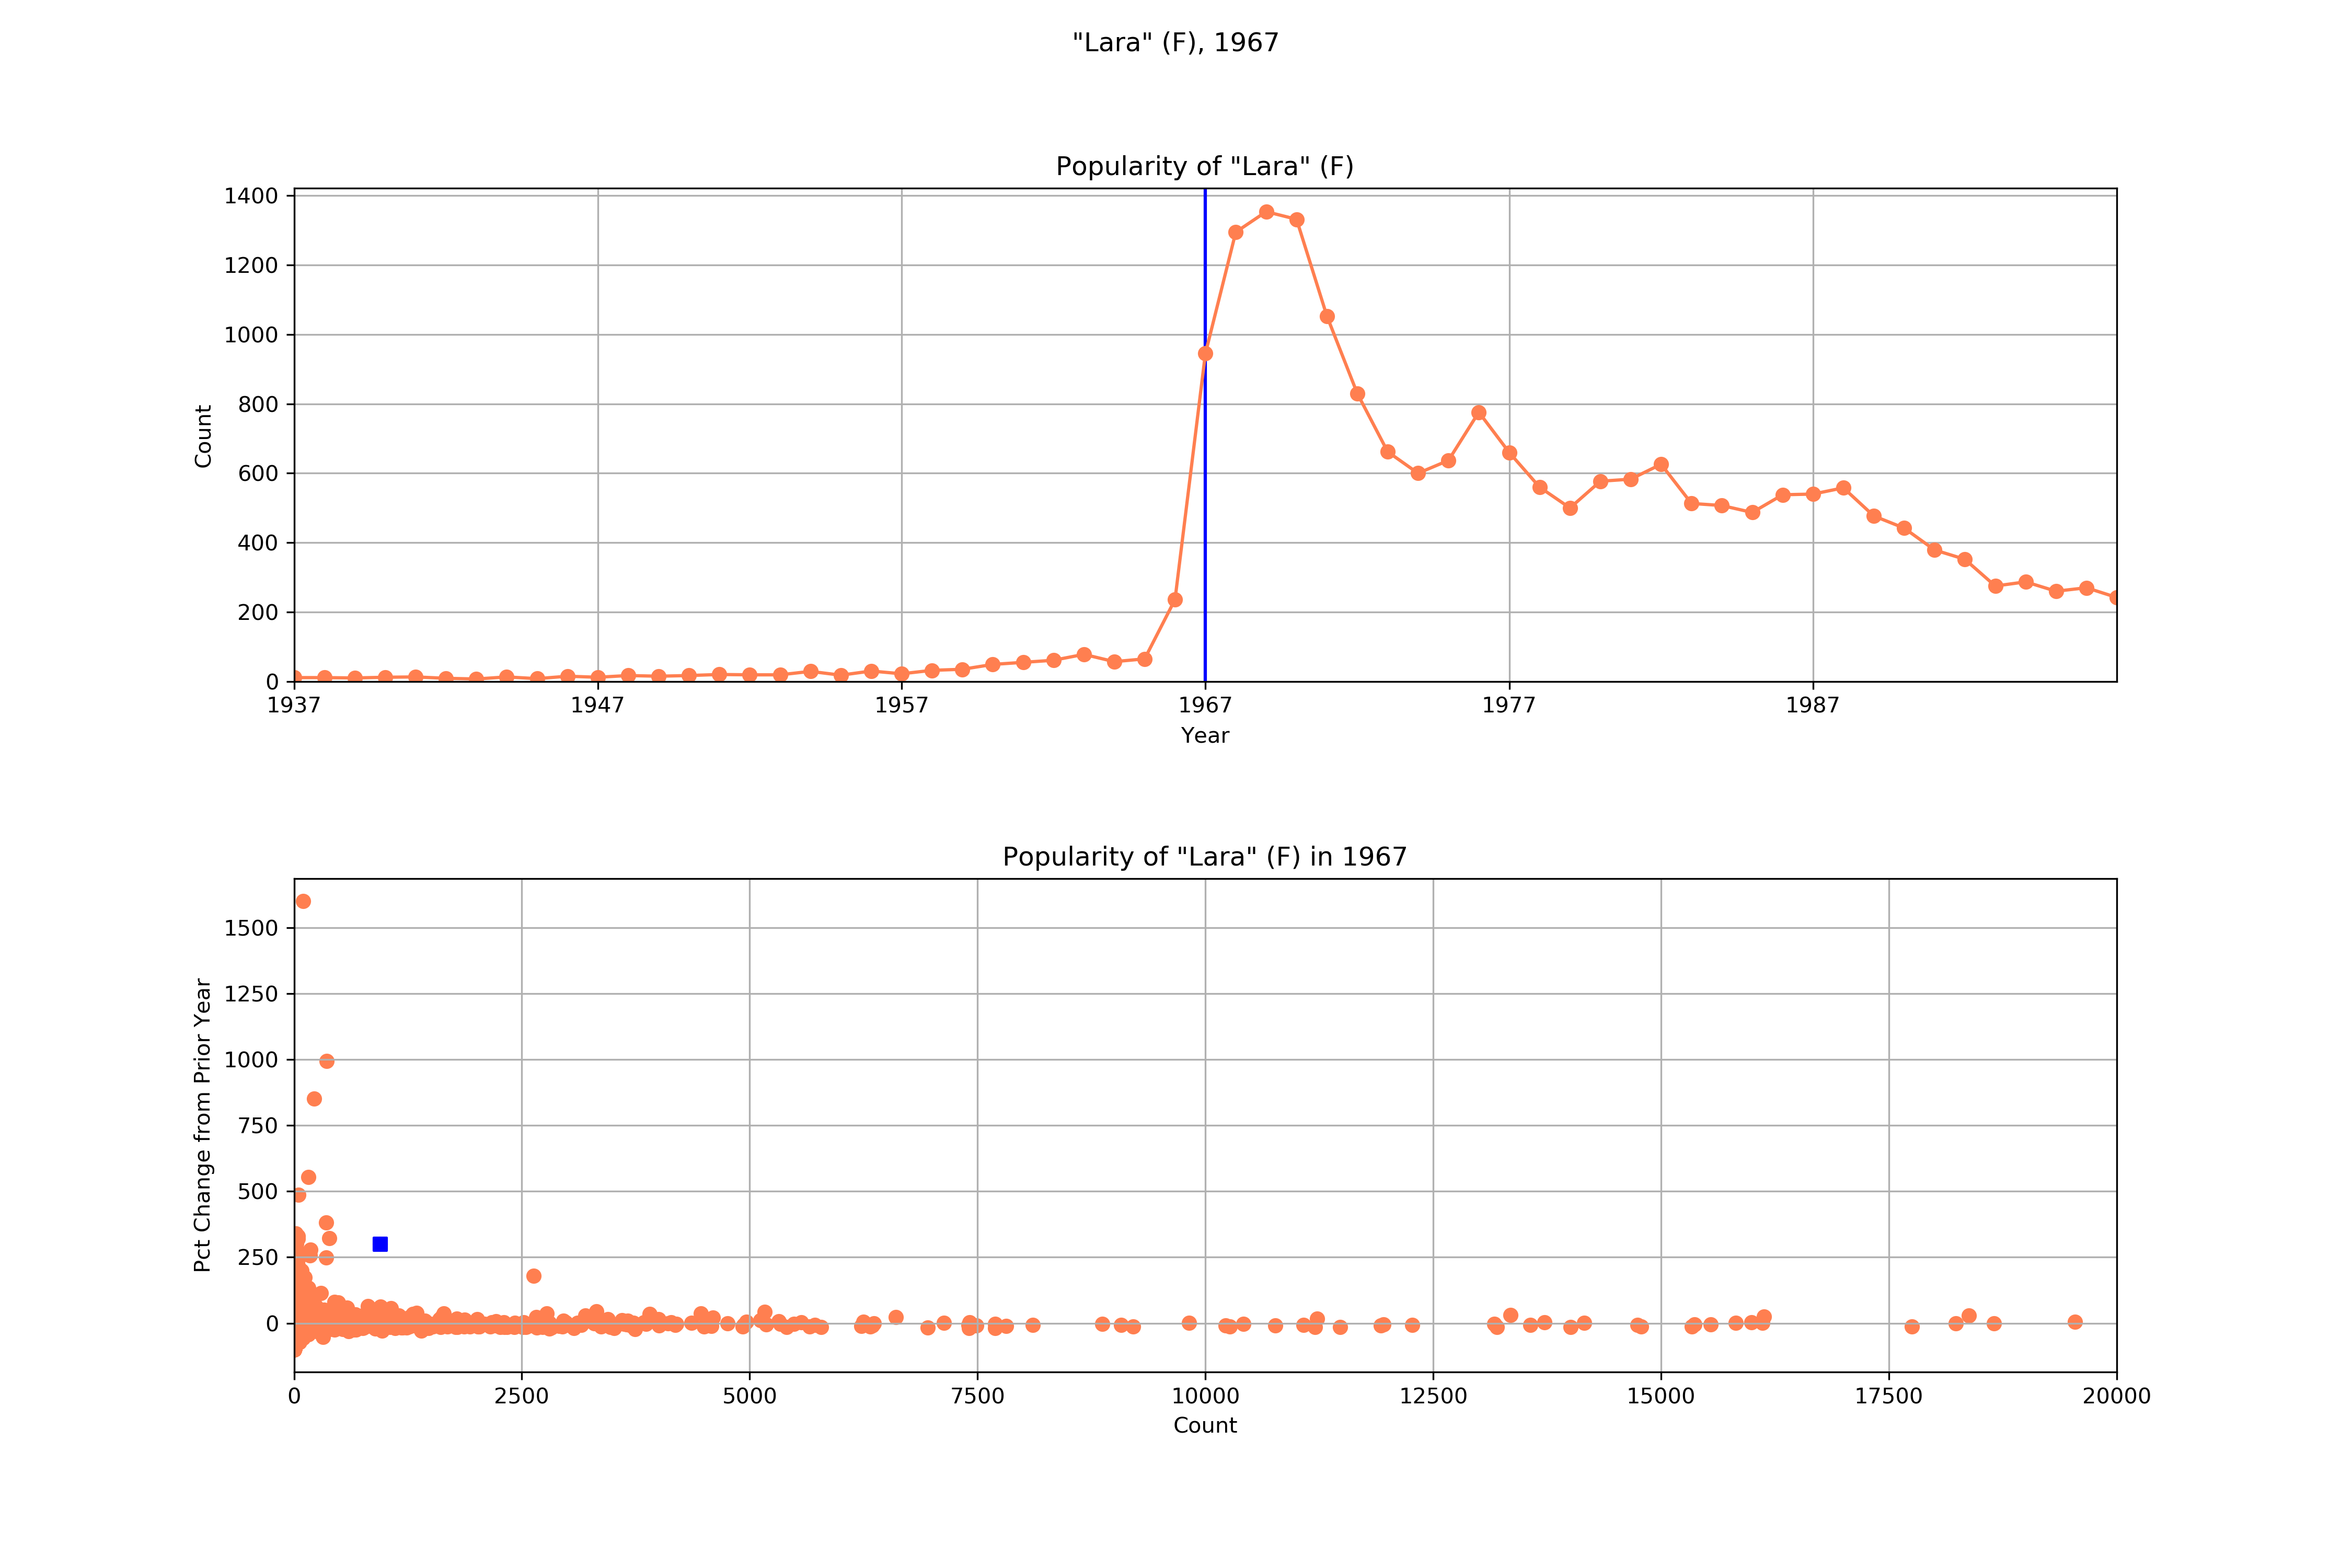 "Lara" (F), 1967
Popularity of "Lara" (F)
1400
1200
1000
800
600
400
200
0
Count
1937 1947 1957 1967 1977 1987
Year
Popularity of "Lara" (F) in 1967
1500
1250
1000
750
500
250
0
Pct Change from Prior Year
0 2500 5000 7500 10000 12500 15000 17500 20000
Count